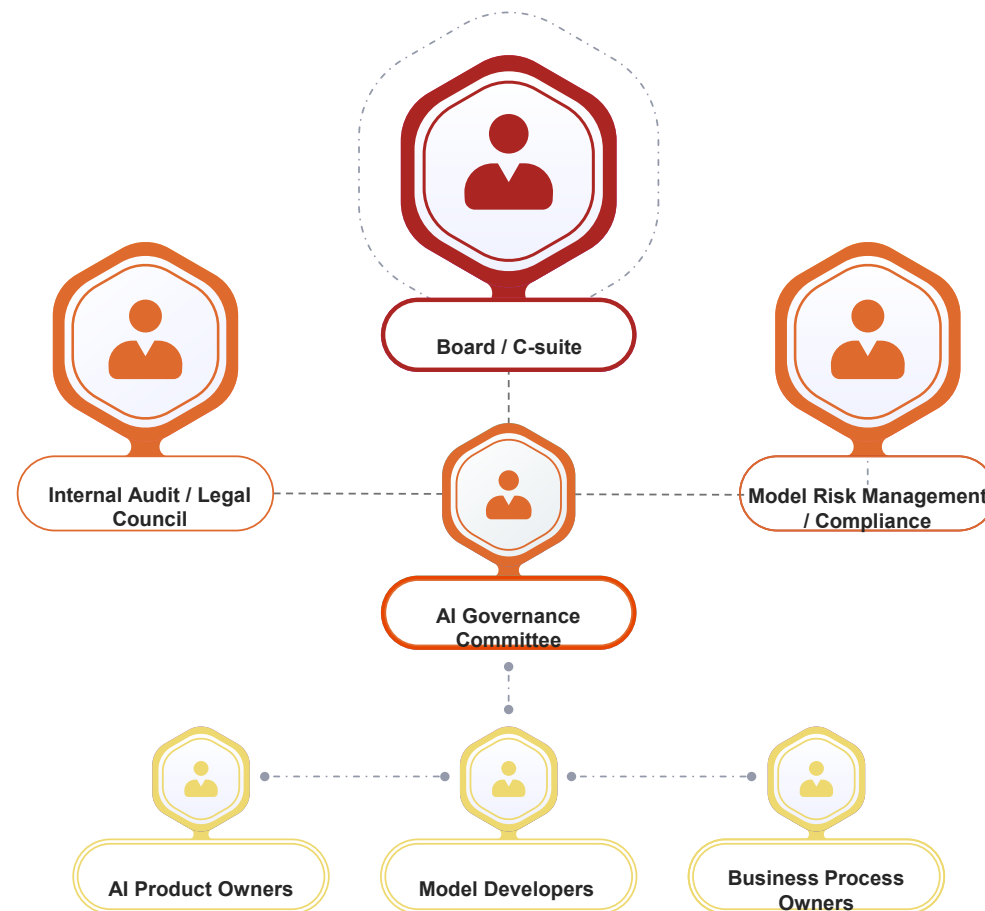 Board / C-suite
Internal Audit / Legal
Council
Model Risk Management
/ Compliance
AI Governance
Committee
AI Product Owners
Model Developers
Business Process
Owners